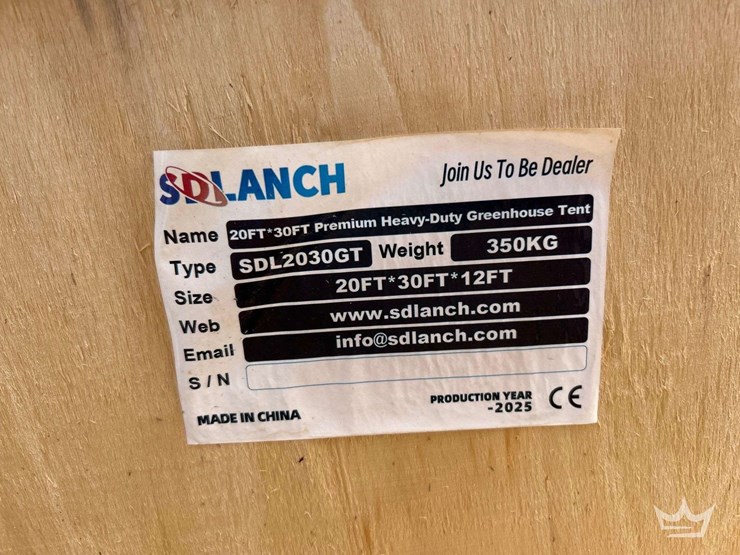 SDLANCH
Join Us To Be Dealer
Name 20FT*30FT Premium Heavy-Duty Greenhouse Tent
Type SDL2030GT Weight 350KG
Size 20FT*30FT*12FT
Web www.sdlanch.com
Email info@sdlanch.com
S / N
MADE IN CHINA
PRODUCTION YEAR
-2025
CE